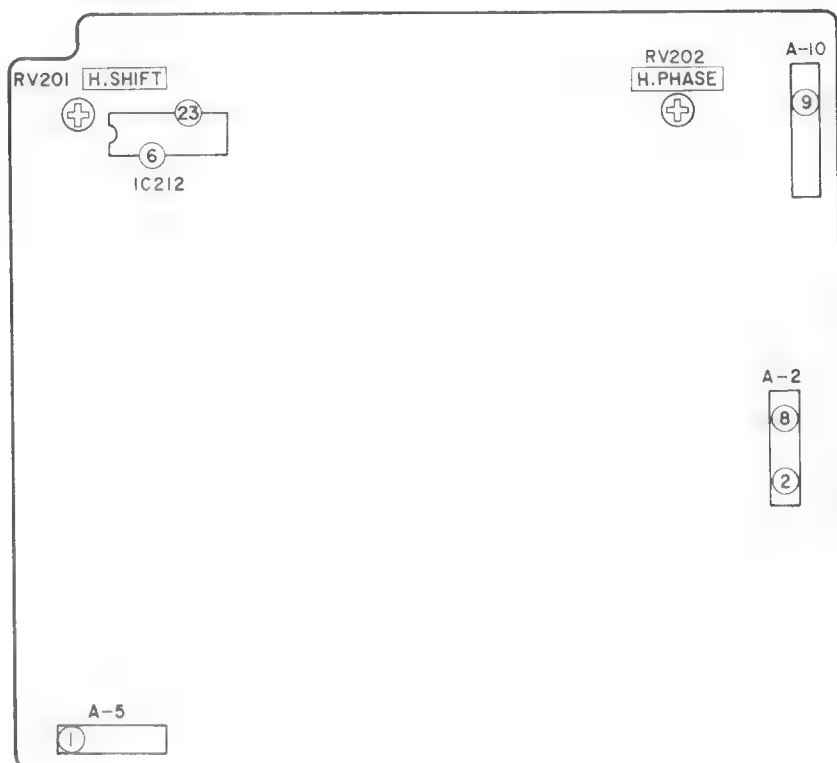 RV201 H.SHIFT
23
6
IC212
RV202
H.PHASE
A-10
9
A-2
8
2
A-5
1